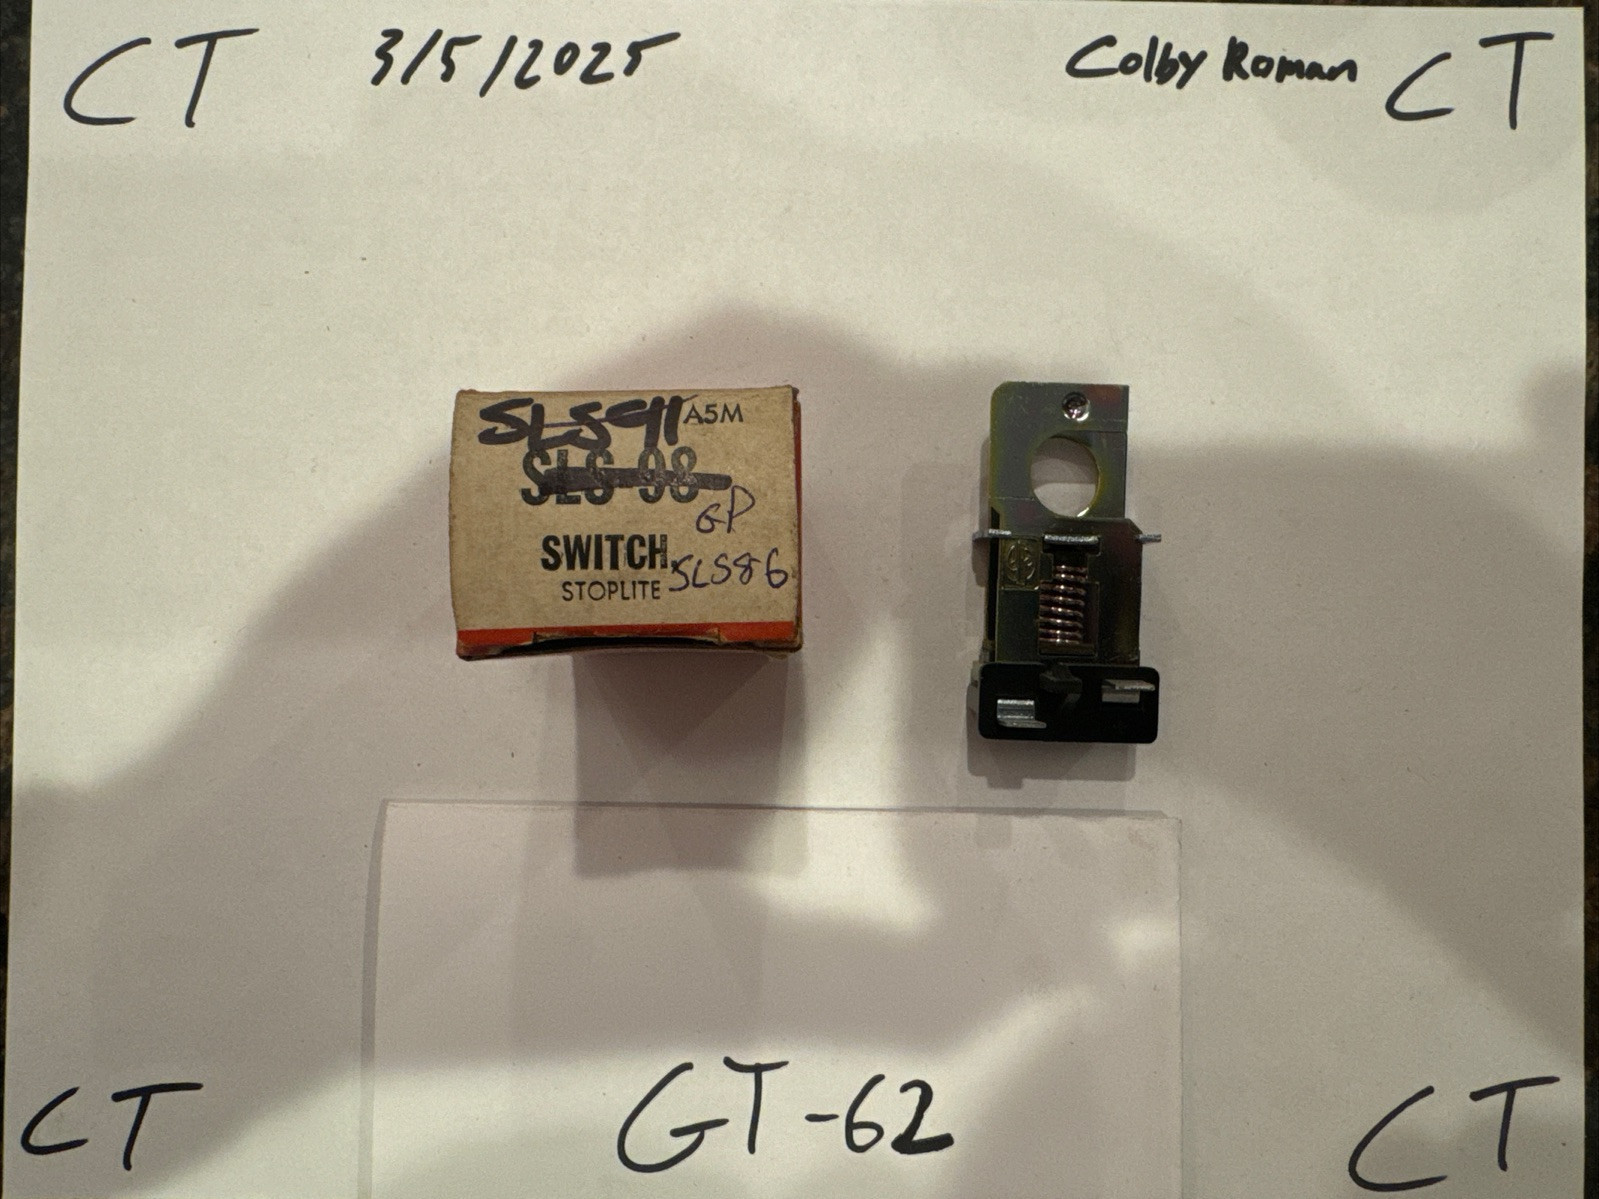 CT 3/5/2025 Colby Roman CT
SLS91 A5M
SLS-98
GP
SWITCH,
SLS86
STOPLITE
CT GT-62 CT